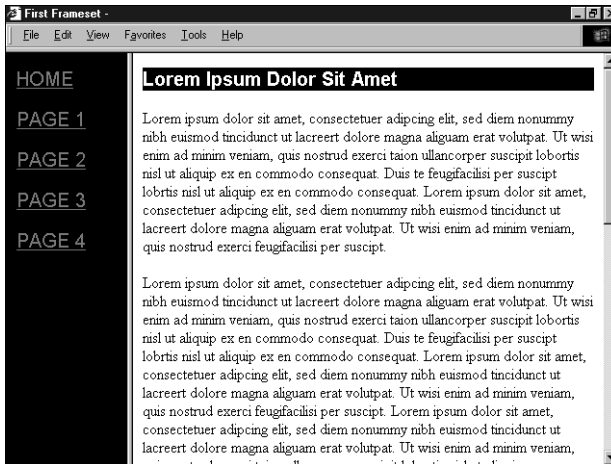 First Frameset -
File Edit View Favorites Tools Help
HOME
PAGE 1
PAGE 2
PAGE 3
PAGE 4
Lorem Ipsum Dolor Sit Amet
Lorem ipsum dolor sit amet, consectetuer adipcing elit, sed diem nonummy
nibh euismod tincidunt ut lacreert dolore magna aliguam erat volutpat. Ut wisi
enim ad minim veniam, quis nostrud exerci taion ullancorper suscipit lobortis
nisl ut aliquip ex en commodo consequat. Duis te feugifacilisi per suscipit
lobrtis nisl ut aliquip ex en commodo consequat. Lorem ipsum dolor sit amet,
consectetuer adipcing elit, sed diem nonummy nibh euismod tincidunt ut
lacreert dolore magna aliguam erat volutpat. Ut wisi enim ad minim veniam,
quis nostrud exerci feugifacilisi per suscipt.
Lorem ipsum dolor sit amet, consectetuer adipcing elit, sed diem nonummy
nibh euismod tincidunt ut lacreert dolore magna aliguam erat volutpat. Ut wisi
enim ad minim veniam, quis nostrud exerci taion ullancorper suscipit lobortis
nisl ut aliquip ex en commodo consequat. Duis te feugifacilisi per suscipit
lobrtis nisl ut aliquip ex en commodo consequat. Lorem ipsum dolor sit amet,
consectetuer adipcing elit, sed diem nonummy nibh euismod tincidunt ut
lacreert dolore magna aliguam erat volutpat. Ut wisi enim ad minim veniam,
quis nostrud exerci feugifacilisi per suscipt. Lorem ipsum dolor sit amet,
consectetuer adipcing elit, sed diem nonummy nibh euismod tincidunt ut
lacreert dolore magna aliguam erat volutpat. Ut wisi enim ad minim veniam,